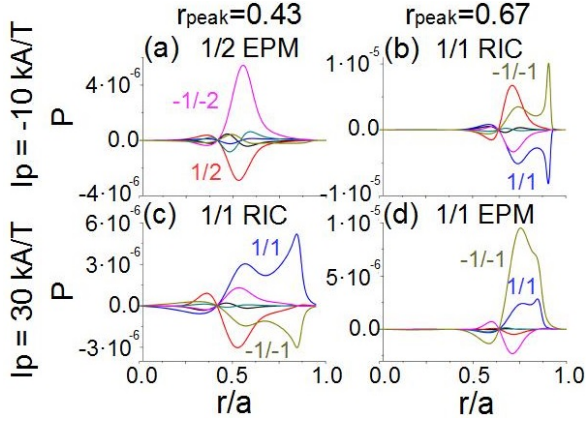 r_peak=0.43
r_peak=0.67
Ip = -10 kA/T
Ip = 30 kA/T
(a) 1/2 EPM
P
4·10⁻⁶
0.0
-4·10⁻⁶
-1/-2
1/2
(b) 1/1 RIC
1·10⁻⁵
0.0
-1·10⁻⁵
-1/-1
1/1
(c) 1/1 RIC
P
6·10⁻⁶
3·10⁻⁶
0.0
-3·10⁻⁶
1/1
-1/-1
0.0 0.5 1.0
r/a
(d) 1/1 EPM
1·10⁻⁵
5·10⁻⁶
0.0
-1/-1
1/1
0.0 0.5 1.0
r/a